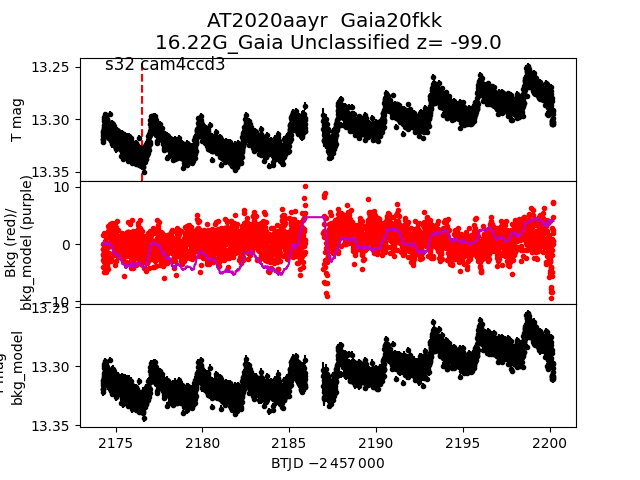 AT2020aayr  Gaia20fkk
16.22G_Gaia Unclassified z= -99.0
s32 cam4ccd3
13.25
13.30
13.35
T mag
10
0
−10
Bkg (red)/
bkg_model (purple)
13.25
13.30
13.35
mag
bkg_model
2175
2180
2185
2190
2195
2200
BTJD −2 457 000